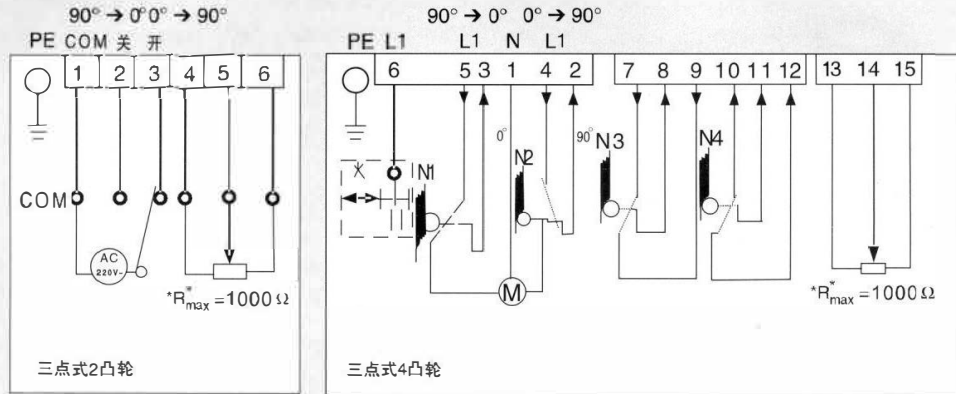 90° → 0° 0° → 90°
PE COM 关 开
1 2 3 4 5 6
COM
AC
220V~
*R*max =1000 Ω
三点式2凸轮
90° → 0° 0° → 90°
PE L1 L1 N L1
6 5 3 1 4 2 7 8 9 10 11 12 13 14 15
0° 90°
N1 N2 N3 N4
M
*R*max =1000 Ω
三点式4凸轮